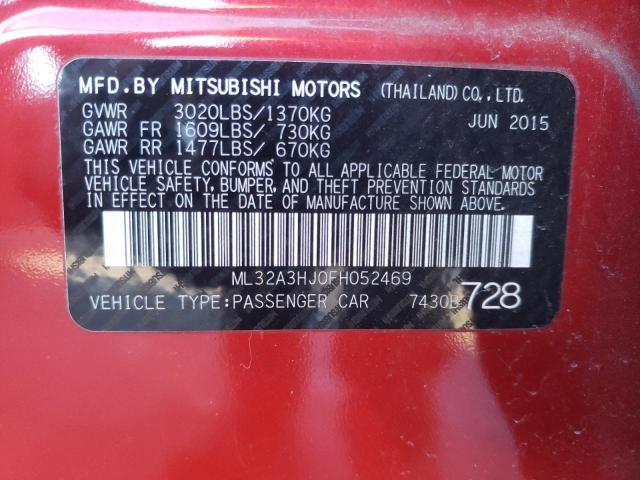 MFD.BY MITSUBISHI MOTORS (THAILAND)CO.,LTD.
GVWR 3020LBS/1370KG JUN 2015
GAWR FR 1609LBS/ 730KG
GAWR RR 1477LBS/ 670KG
THIS VEHICLE CONFORMS TO ALL APPLICABLE FEDERAL MOTOR
VEHICLE SAFETY, BUMPER, AND THEFT PREVENTION STANDARDS
IN EFFECT ON THE DATE OF MANUFACTURE SHOWN ABOVE.
ML32A3HJ0FH052469
VEHICLE TYPE:PASSENGER CAR 7430B 728